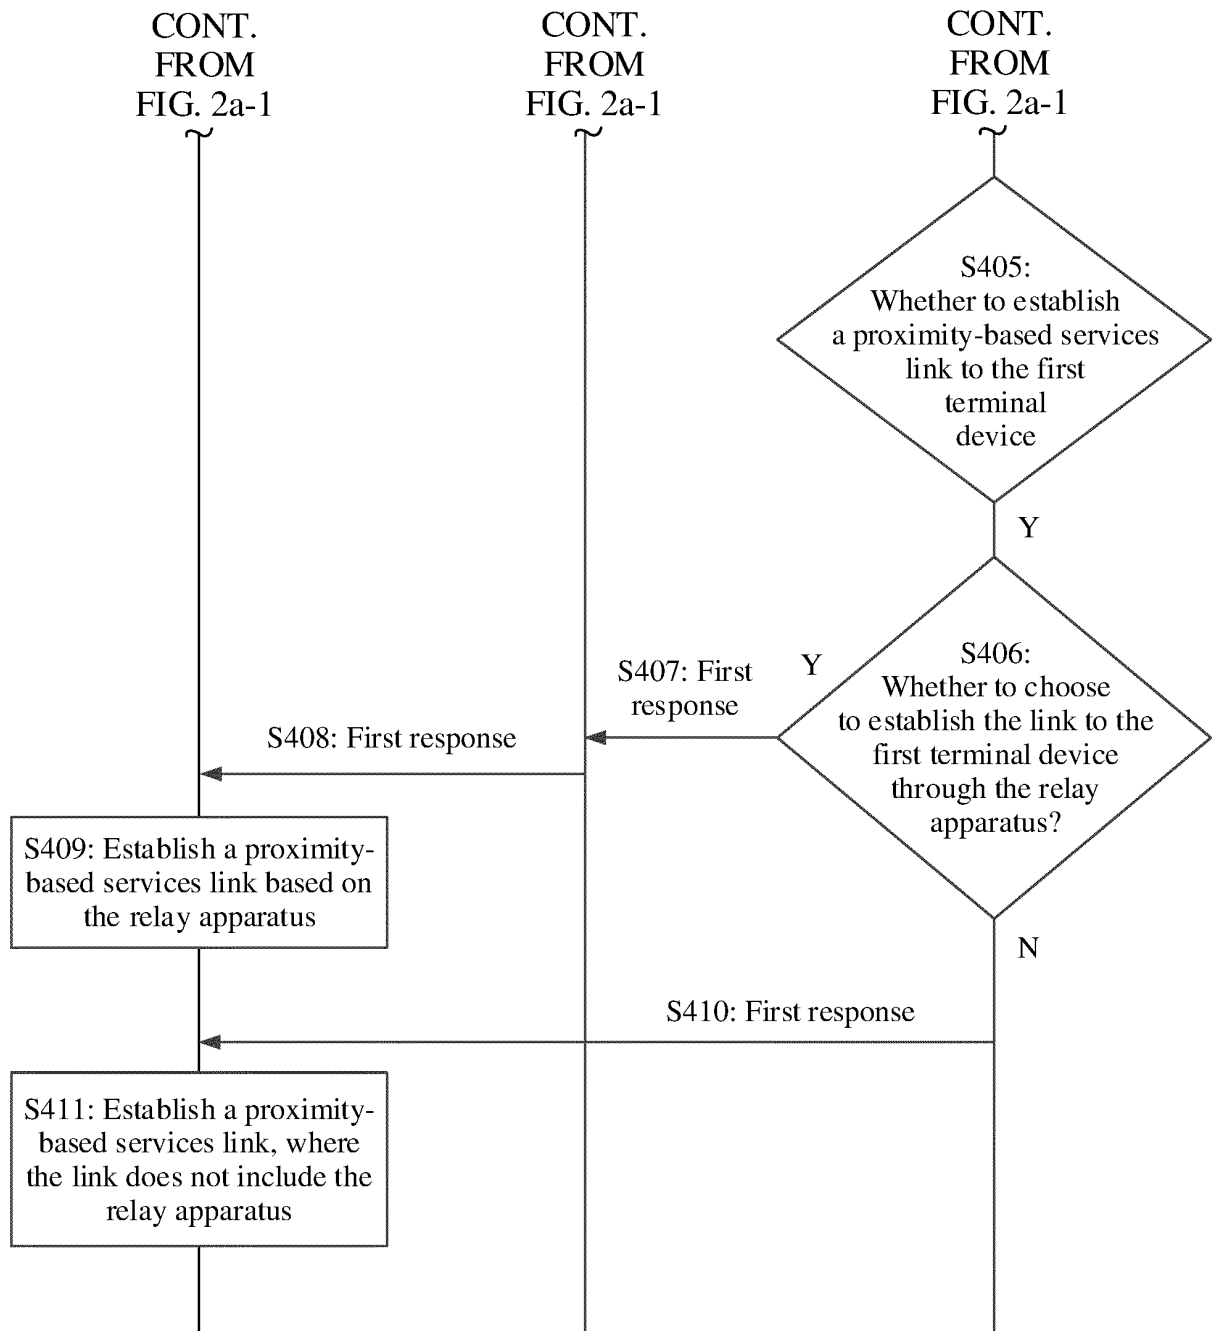 CONT.
FROM
FIG. 2a-1
CONT.
FROM
FIG. 2a-1
CONT.
FROM
FIG. 2a-1
S405:
Whether to establish
a proximity-based services
link to the first
terminal
device
Y
S406:
Whether to choose
to establish the link to the
first terminal device
through the relay
apparatus?
Y
S407: First
response
S408: First response
S409: Establish a proximity-
based services link based on
the relay apparatus
N
S410: First response
S411: Establish a proximity-
based services link, where
the link does not include the
relay apparatus